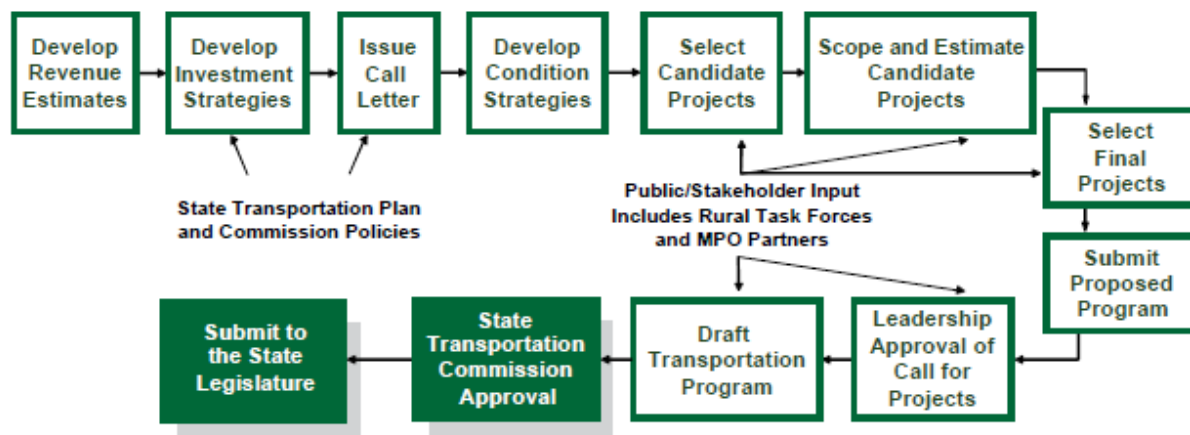 Develop
Revenue
Estimates
Develop
Investment
Strategies
Issue
Call
Letter
Develop
Condition
Strategies
Select
Candidate
Projects
Scope and Estimate
Candidate
Projects
Select
Final
Projects
State Transportation Plan
and Commission Policies
Public/Stakeholder Input
Includes Rural Task Forces
and MPO Partners
Submit
Proposed
Program
Leadership
Approval of
Call for
Projects
Draft
Transportation
Program
State
Transportation
Commission
Approval
Submit to
the State
Legislature